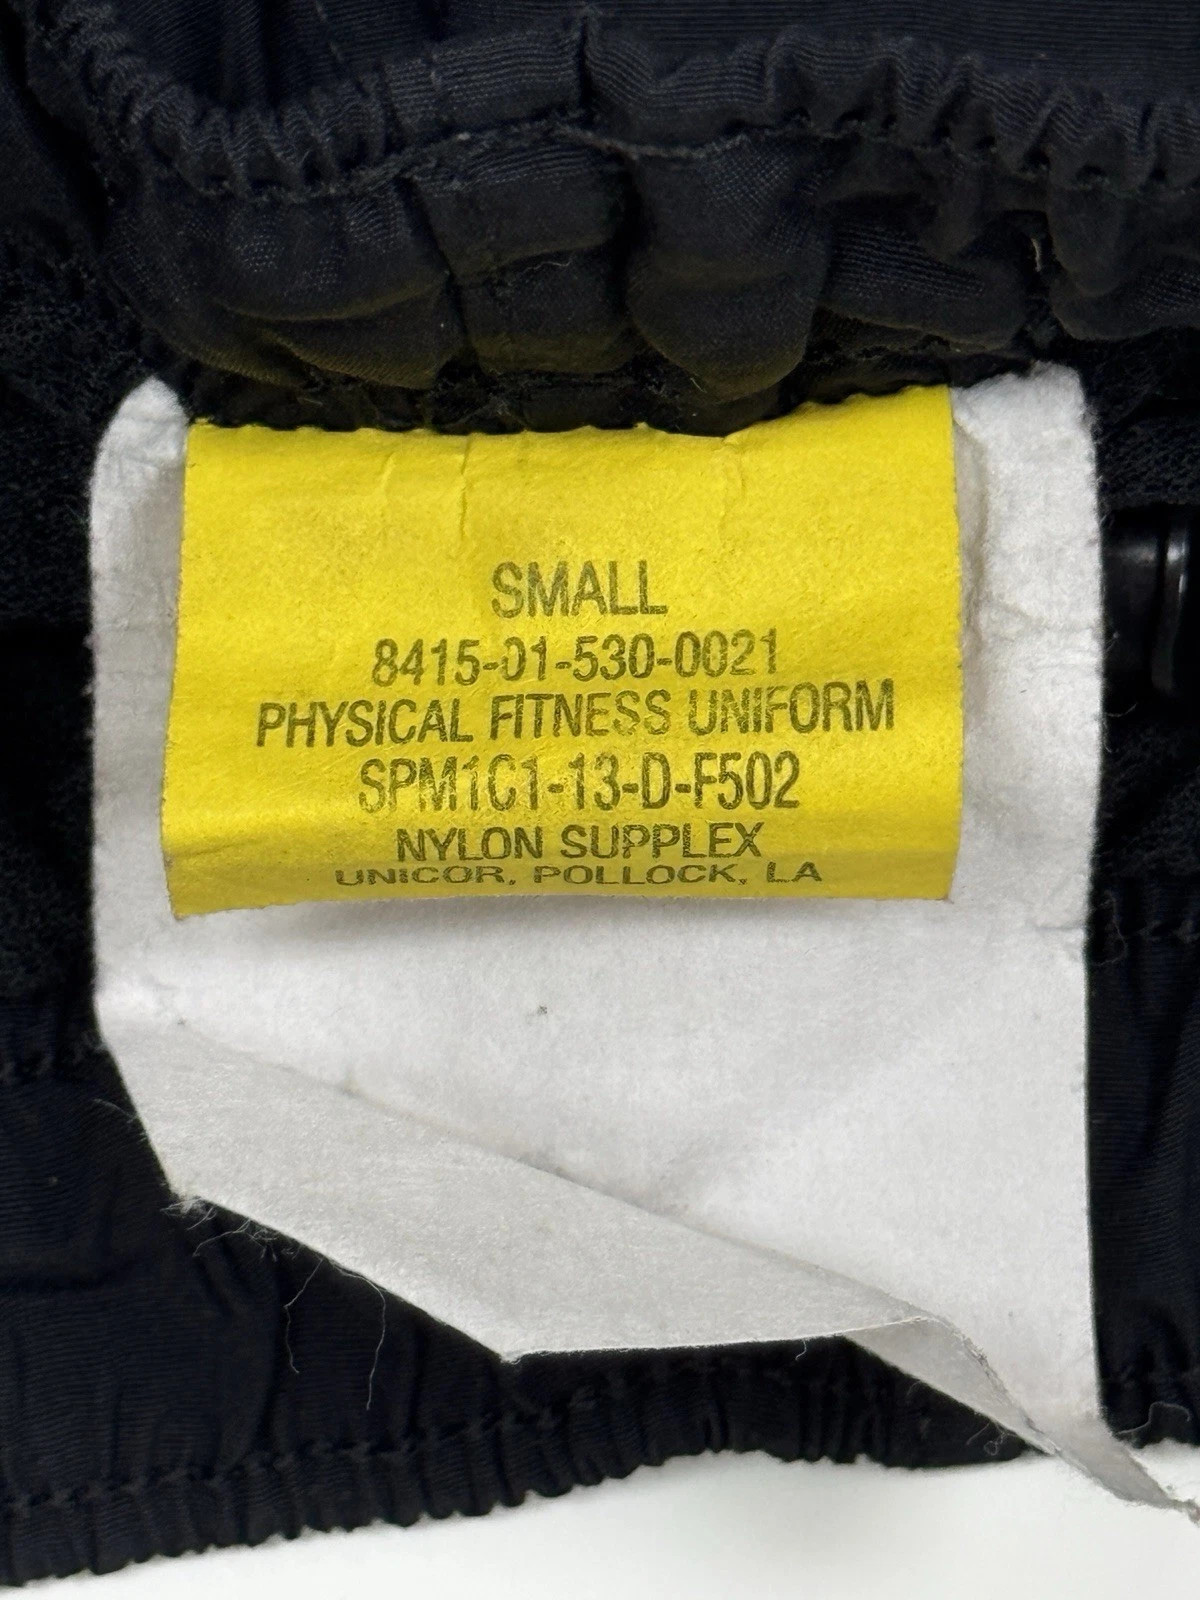 SMALL
8415-01-530-0021
PHYSICAL FITNESS UNIFORM
SPM1C1-13-D-F502
NYLON SUPPLEX
UNICOR, POLLOCK, LA